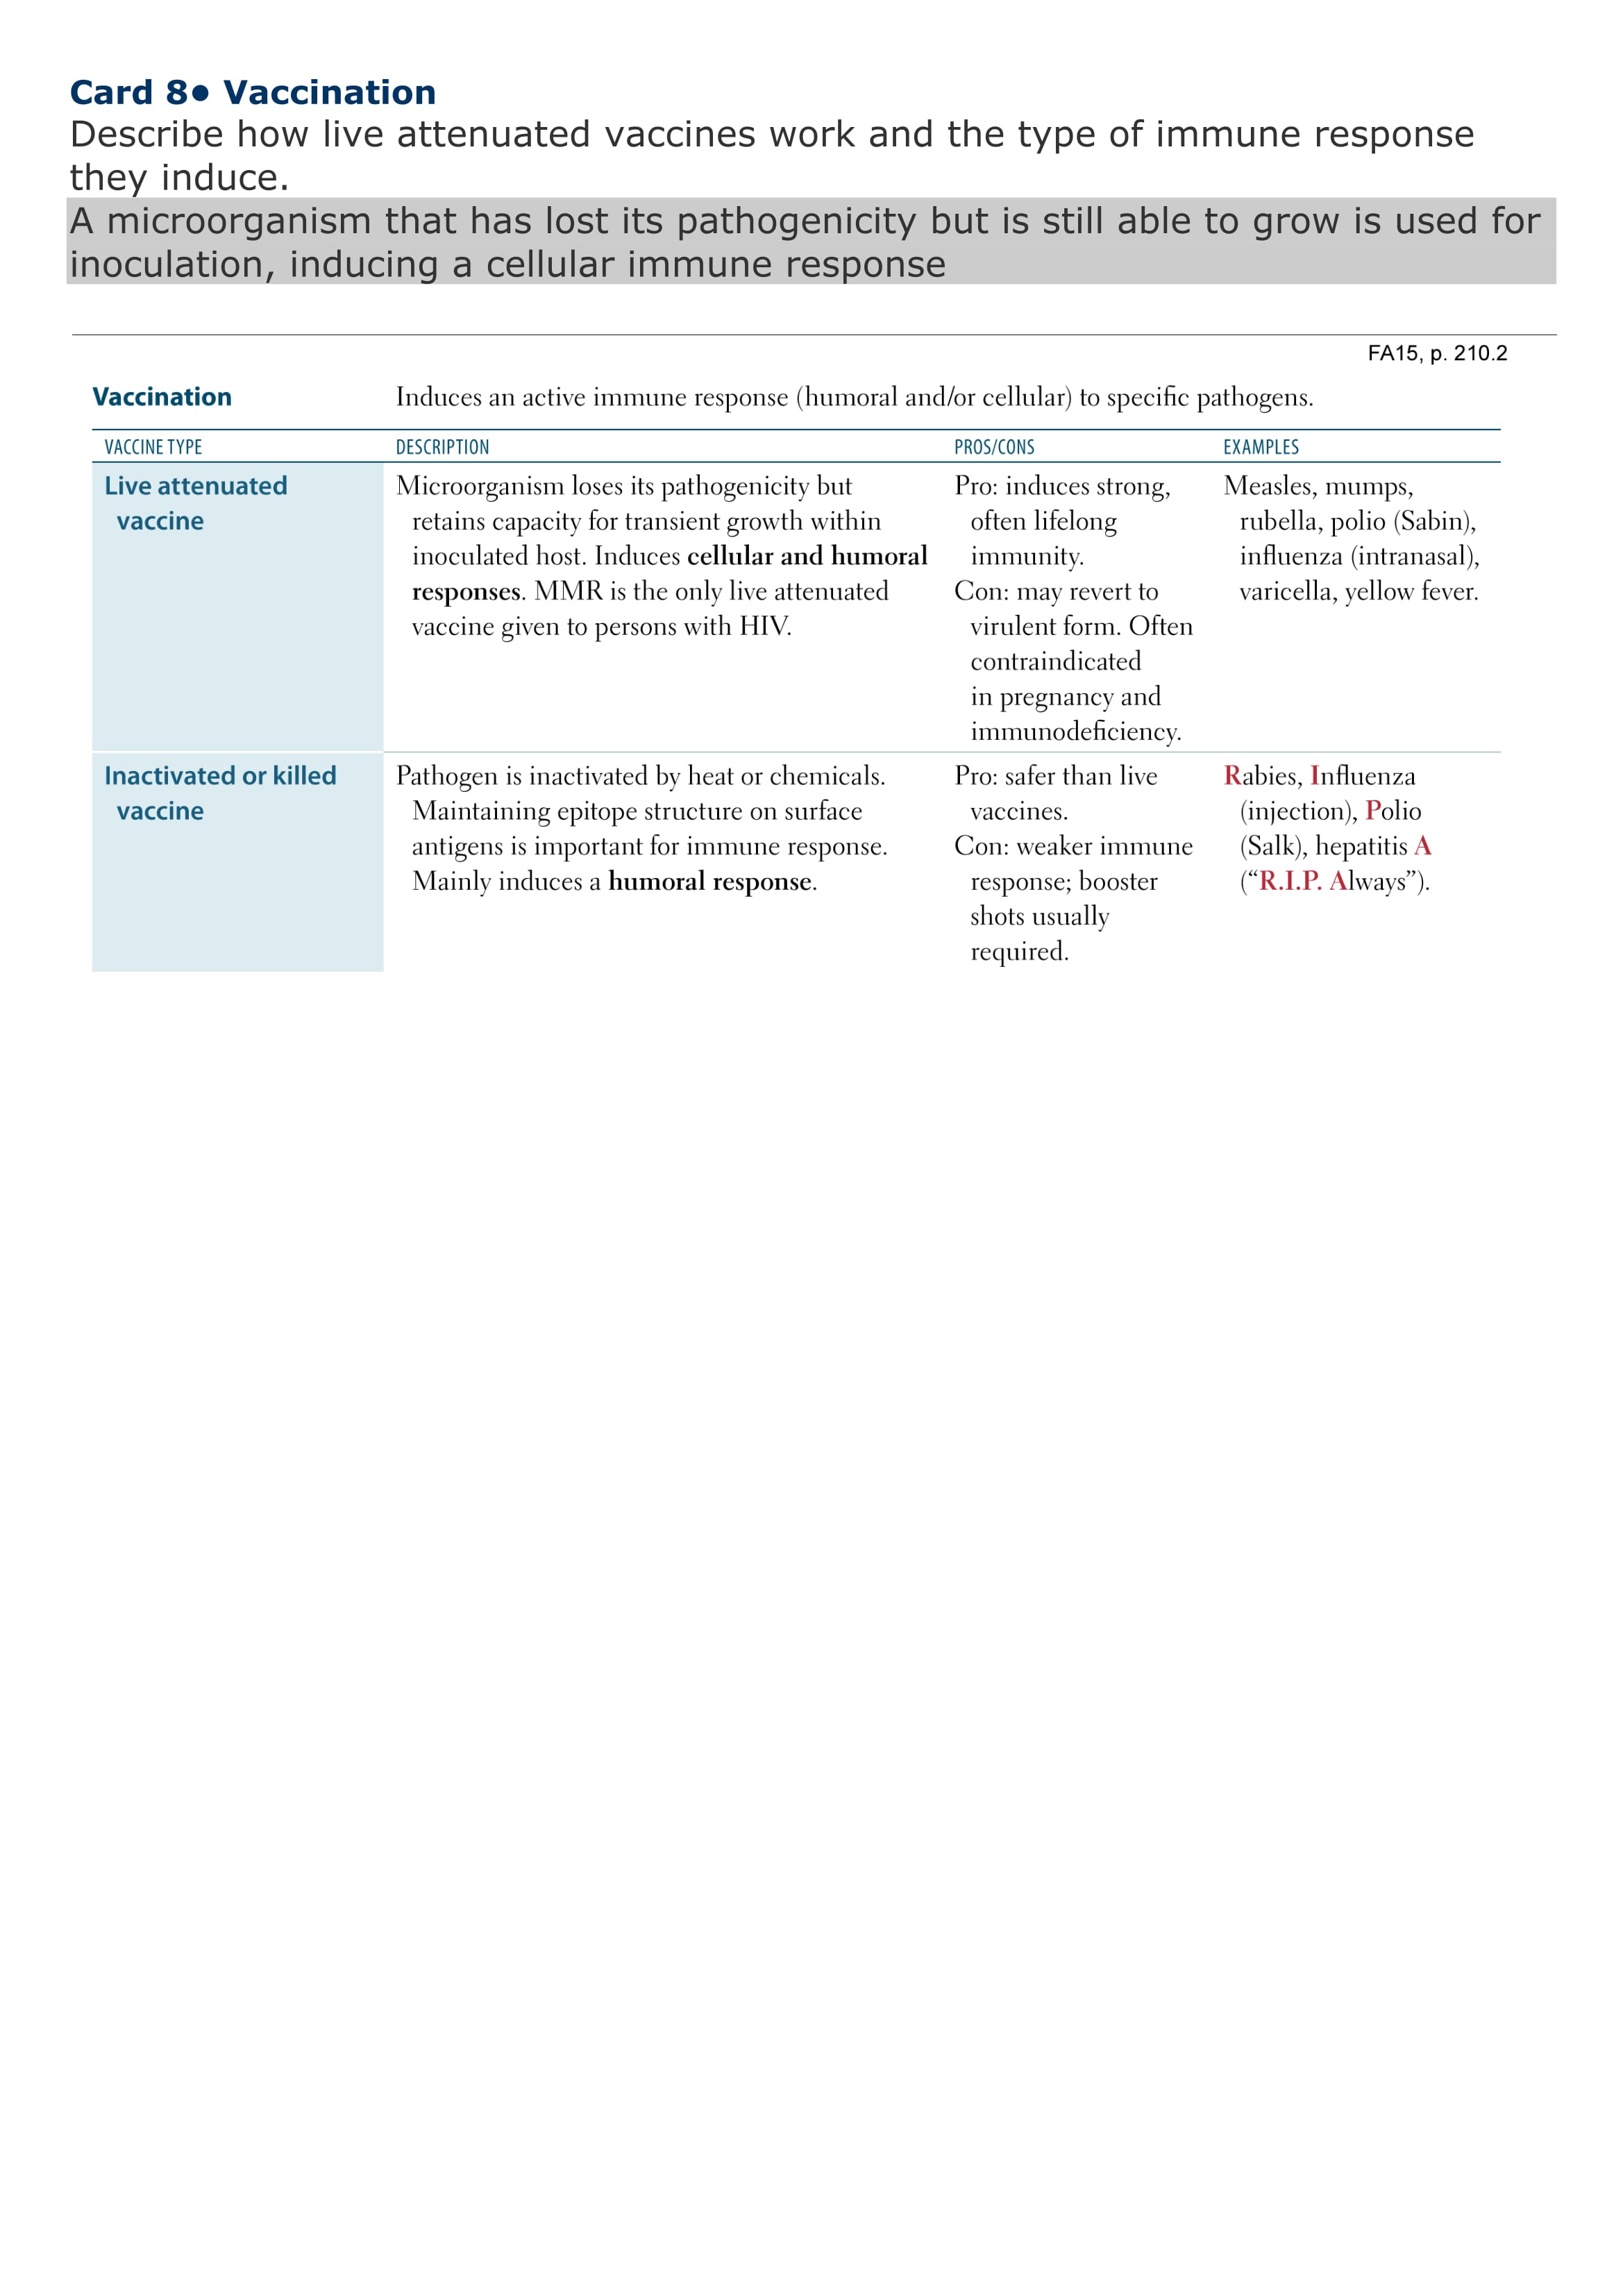 Card 8• Vaccination
Describe how live attenuated vaccines work and the type of immune response
they induce.
A microorganism that has lost its pathogenicity but is still able to grow is used for
inoculation, inducing a cellular immune response
FA15, p. 210.2
Vaccination Induces an active immune response (humoral and/or cellular) to specific pathogens.
VACCINE TYPE DESCRIPTION PROS/CONS EXAMPLES
Live attenuated
vaccine
Microorganism loses its pathogenicity but
retains capacity for transient growth within
inoculated host. Induces cellular and humoral
responses. MMR is the only live attenuated
vaccine given to persons with HIV.
Pro: induces strong,
often lifelong
immunity.
Con: may revert to
virulent form. Often
contraindicated
in pregnancy and
immunodeficiency.
Measles, mumps,
rubella, polio (Sabin),
influenza (intranasal),
varicella, yellow fever.
Inactivated or killed
vaccine
Pathogen is inactivated by heat or chemicals.
Maintaining epitope structure on surface
antigens is important for immune response.
Mainly induces a humoral response.
Pro: safer than live
vaccines.
Con: weaker immune
response; booster
shots usually
required.
Rabies, Influenza
(injection), Polio
(Salk), hepatitis A
(“R.I.P. Always”).